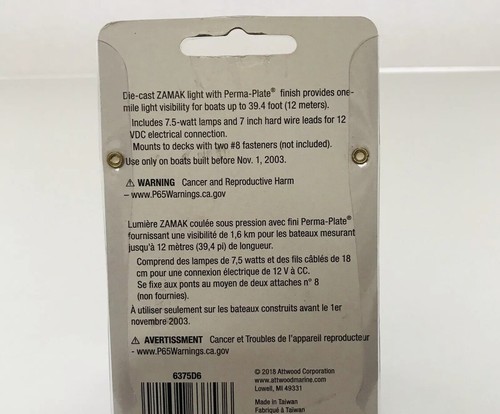 Die-cast ZAMAK light with Perma-Plate® finish provides one-
mile light visibility for boats up to 39.4 foot (12 meters).
Includes 7.5-watt lamps and 7 inch hard wire leads for 12
VDC electrical connection.
Mounts to decks with two #8 fasteners (not included).
Use only on boats built before Nov. 1, 2003.
⚠ WARNING Cancer and Reproductive Harm
– www.P65Warnings.ca.gov
Lumière ZAMAK coulée sous pression avec fini Perma-Plate®
fournissant une visibilité de 1,6 km pour les bateaux mesurant
jusqu'à 12 mètres (39,4 pi) de longueur.
Comprend des lampes de 7,5 watts et des fils câblés de 18
cm pour une connexion électrique de 12 V à CC.
Se fixe aux ponts au moyen de deux attaches n° 8
(non fournies).
À utiliser seulement sur les bateaux construits avant le 1er
novembre 2003.
⚠ AVERTISSMENT Cancer et Troubles de l'appareil reproducteur
– www.P65Warnings.ca.gov
6375D6
© 2018 Attwood Corporation
www.attwoodmarine.com
Lowell, MI 49331
Made in Taiwan
Fabriqué à Taiwan